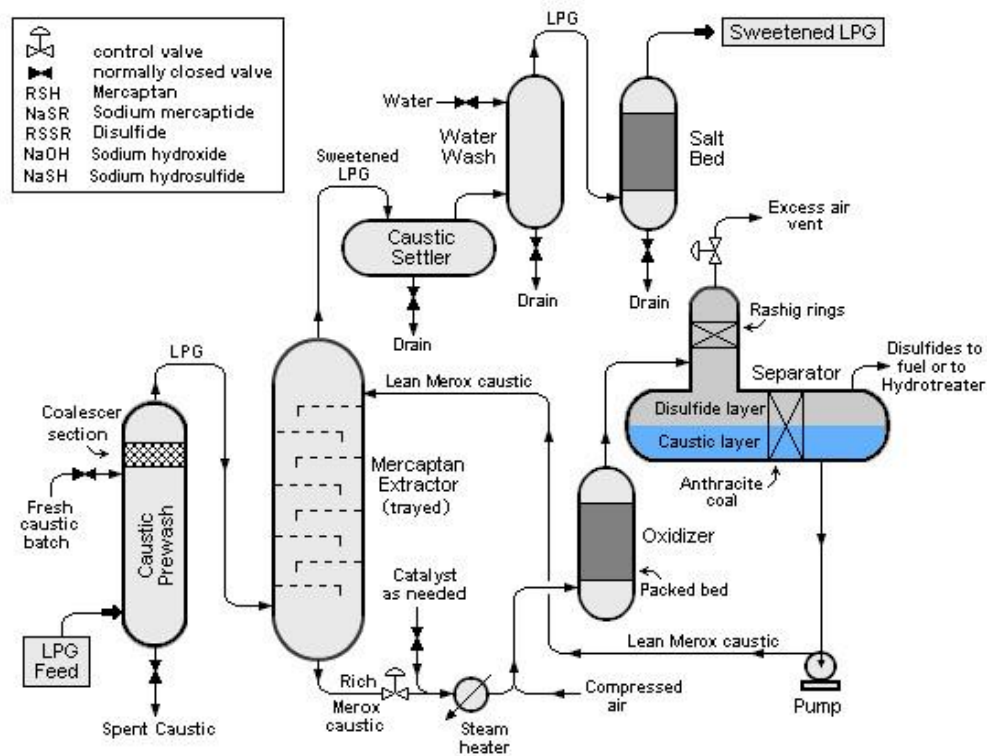 control valve
normally closed valve
RSH Mercaptan
NaSR Sodium mercaptide
RSSR Disulfide
NaOH Sodium hydroxide
NaSH Sodium hydrosulfide
LPG
Sweetened LPG
Water
Water
Wash
Salt
Bed
Sweetened
LPG
Caustic
Settler
Drain
Drain
Drain
Excess air
vent
Rashig rings
Separator
Disulfides to
fuel or to
Hydrotreater
Disulfide layer
Caustic layer
Anthracite
coal
LPG
Coalescer
section
Fresh
caustic
batch
Caustic
Prewash
LPG
Feed
Spent Caustic
Lean Merox caustic
Mercaptan
Extractor
(trayed)
Catalyst
as needed
Oxidizer
Packed bed
Lean Merox caustic
Rich
Merox
caustic
Steam
heater
Compressed
air
Pump